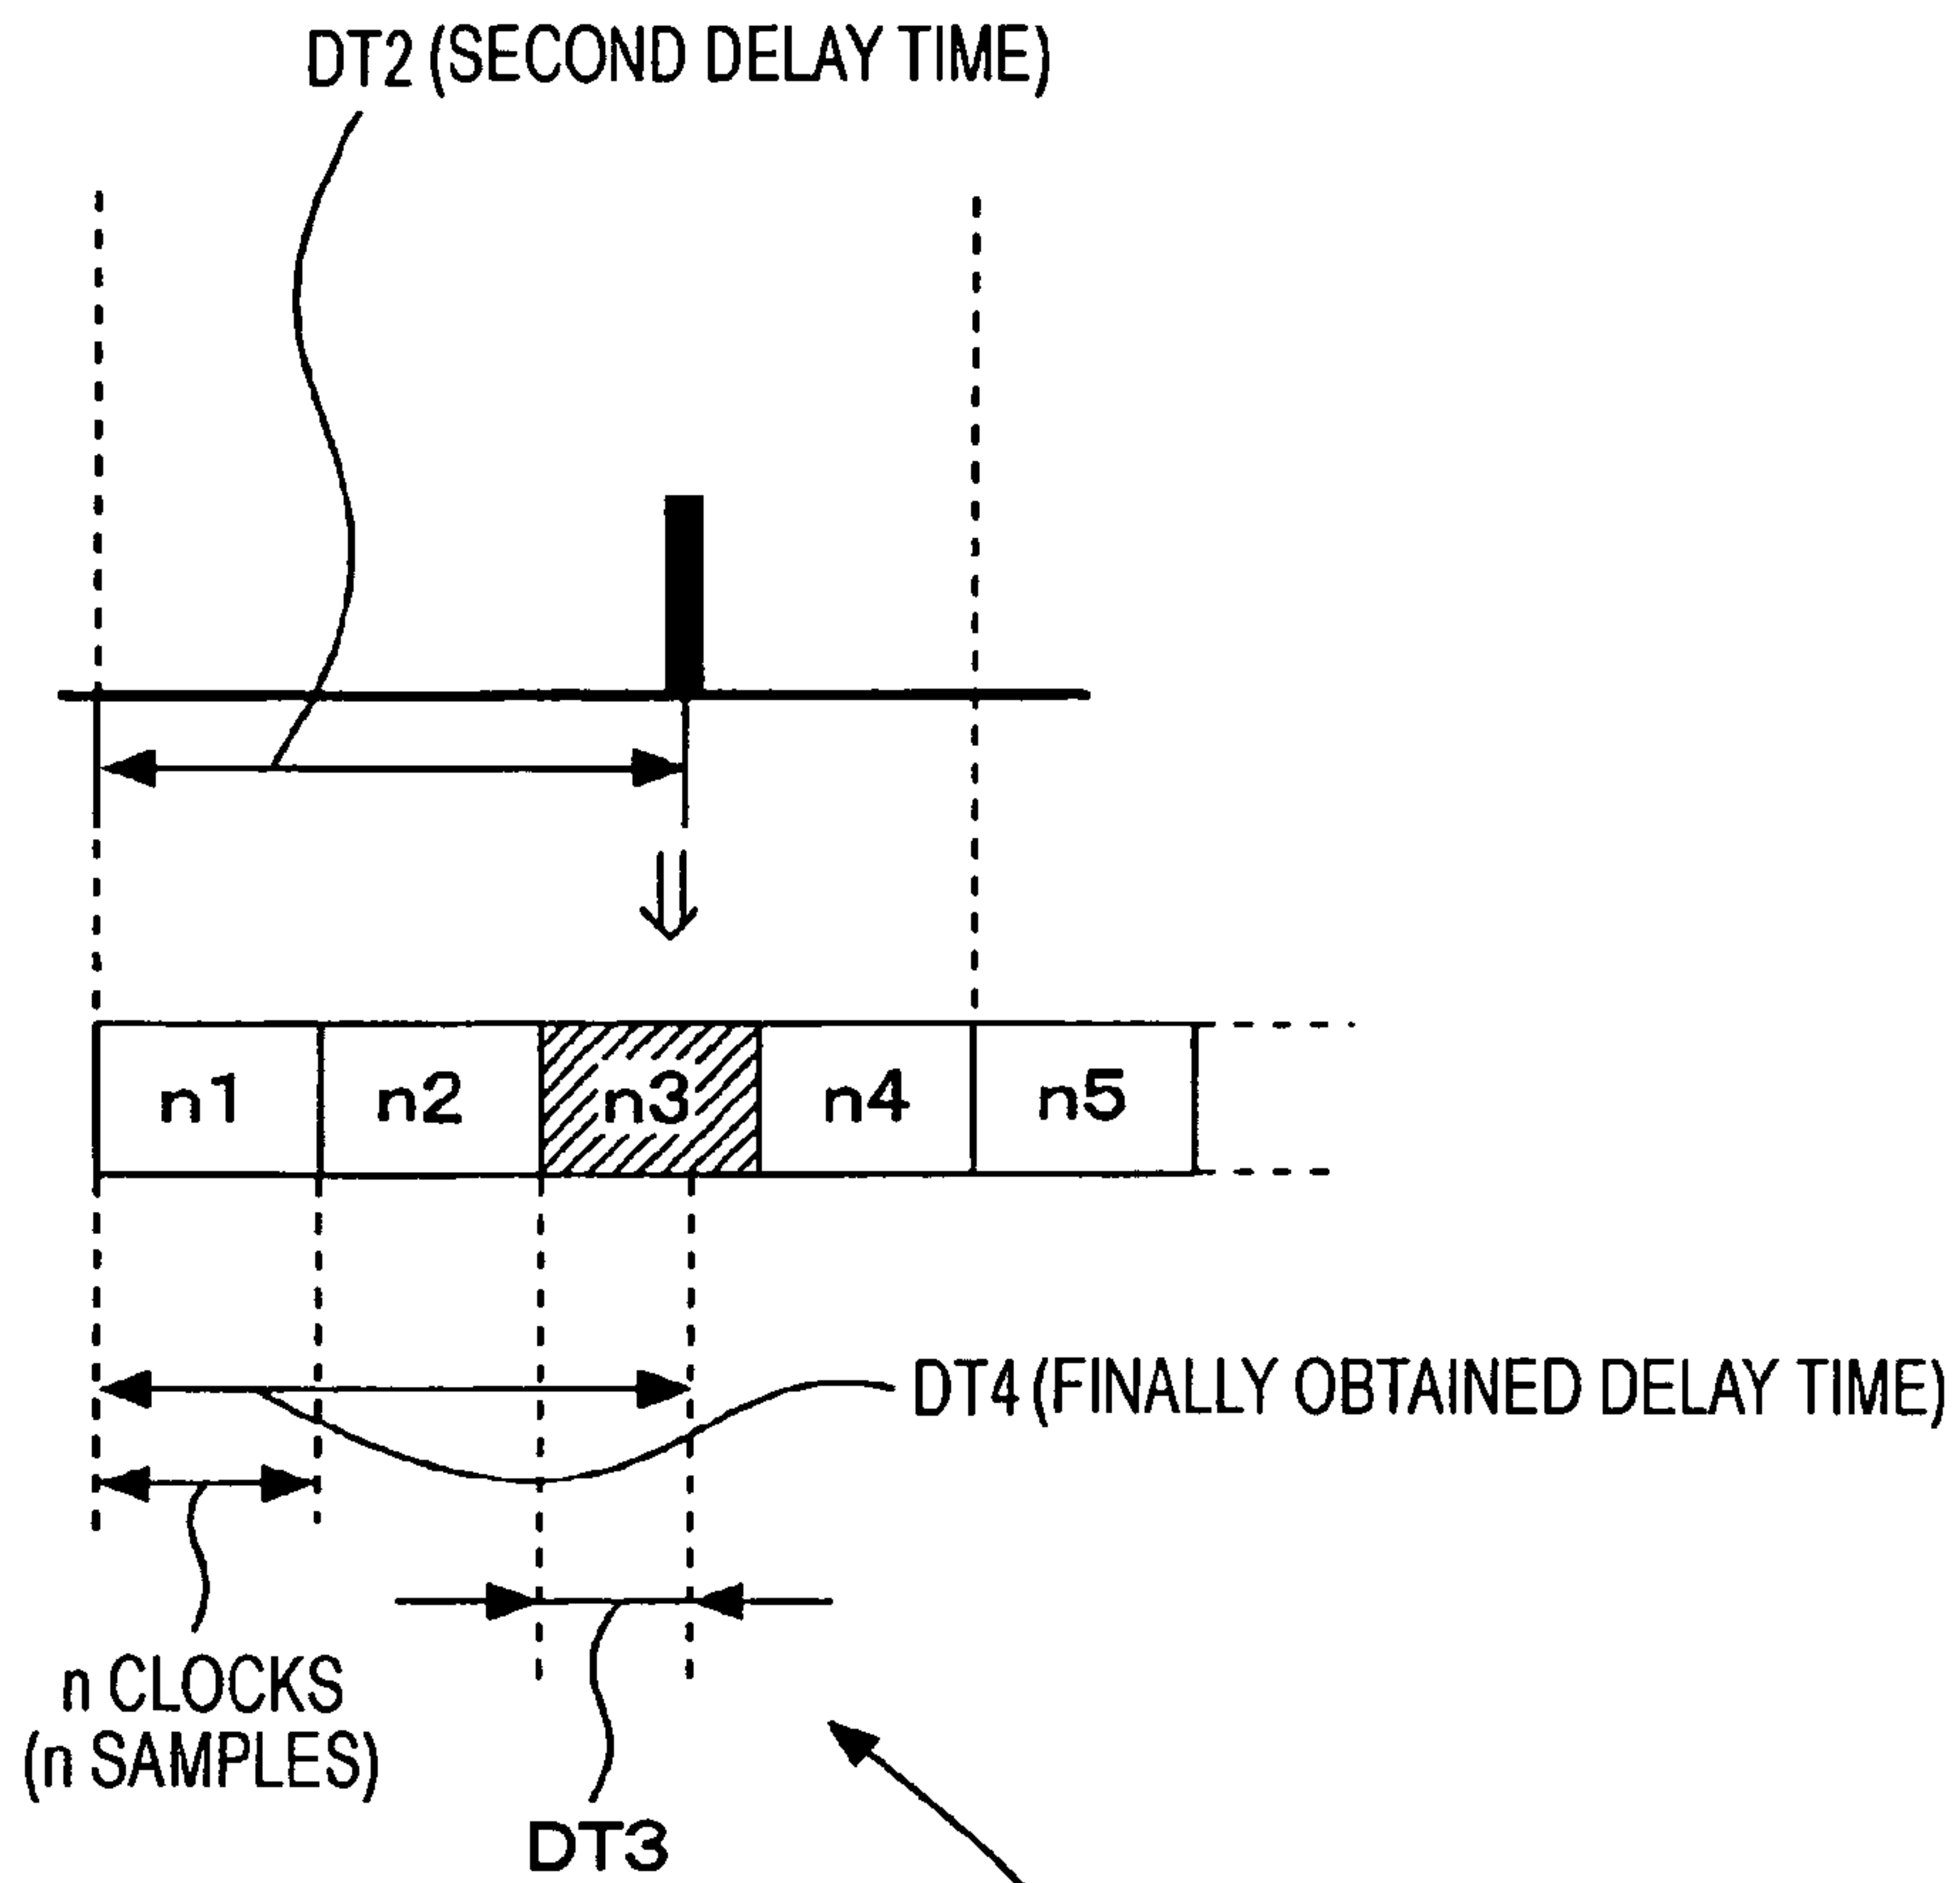 DT2 (SECOND DELAY TIME)
n1 n2 n3 n4 n5
DT4 (FINALLY OBTAINED DELAY TIME)
n CLOCKS
(n SAMPLES)
DT3